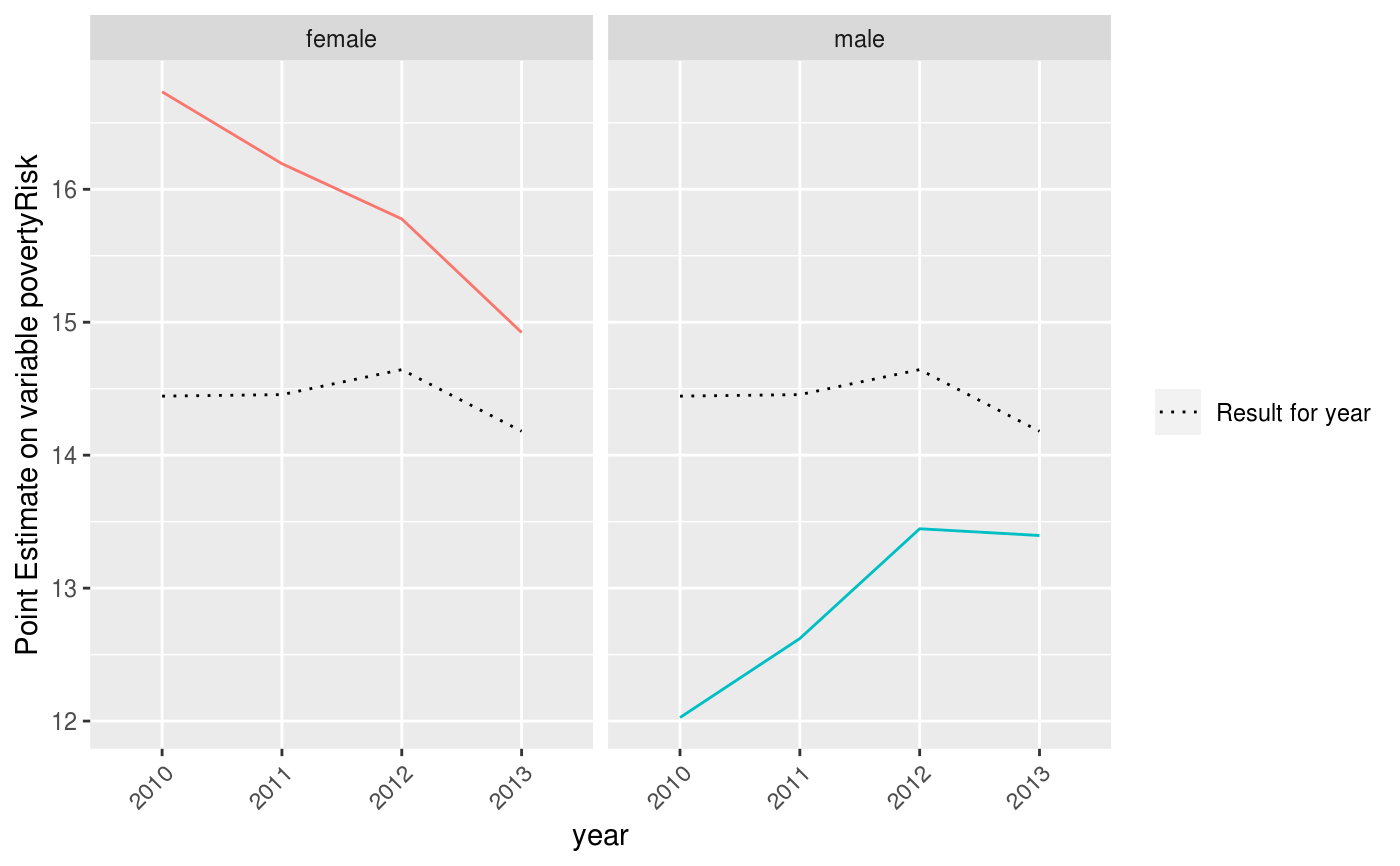 female
male
Point Estimate on variable povertyRisk
16
15
14
13
12
2010
2011
2012
2013
2010
2011
2012
2013
year
Result for year